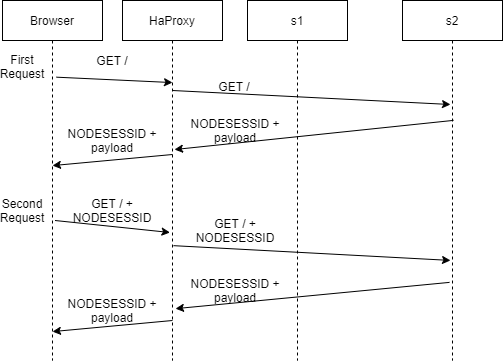 Browser
HaProxy
s1
s2
First
Request
GET /
GET /
NODESESSID +
payload
NODESESSID +
payload
Second
Request
GET / +
NODESESSID
GET / +
NODESESSID
NODESESSID +
payload
NODESESSID +
payload